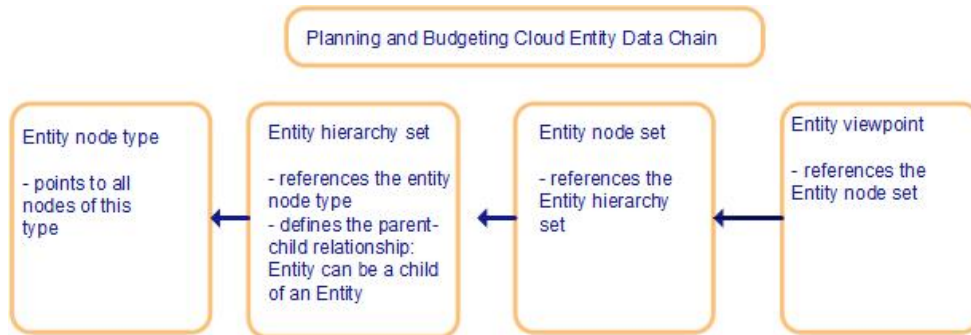 Planning and Budgeting Cloud Entity Data Chain
Entity node type
- points to all
nodes of this
type
Entity hierarchy set
- references the entity
node type
- defines the parent-
child relationship:
Entity can be a child
of an Entity
Entity node set
- references the
Entity hierarchy
set
Entity viewpoint
- references the
Entity node set